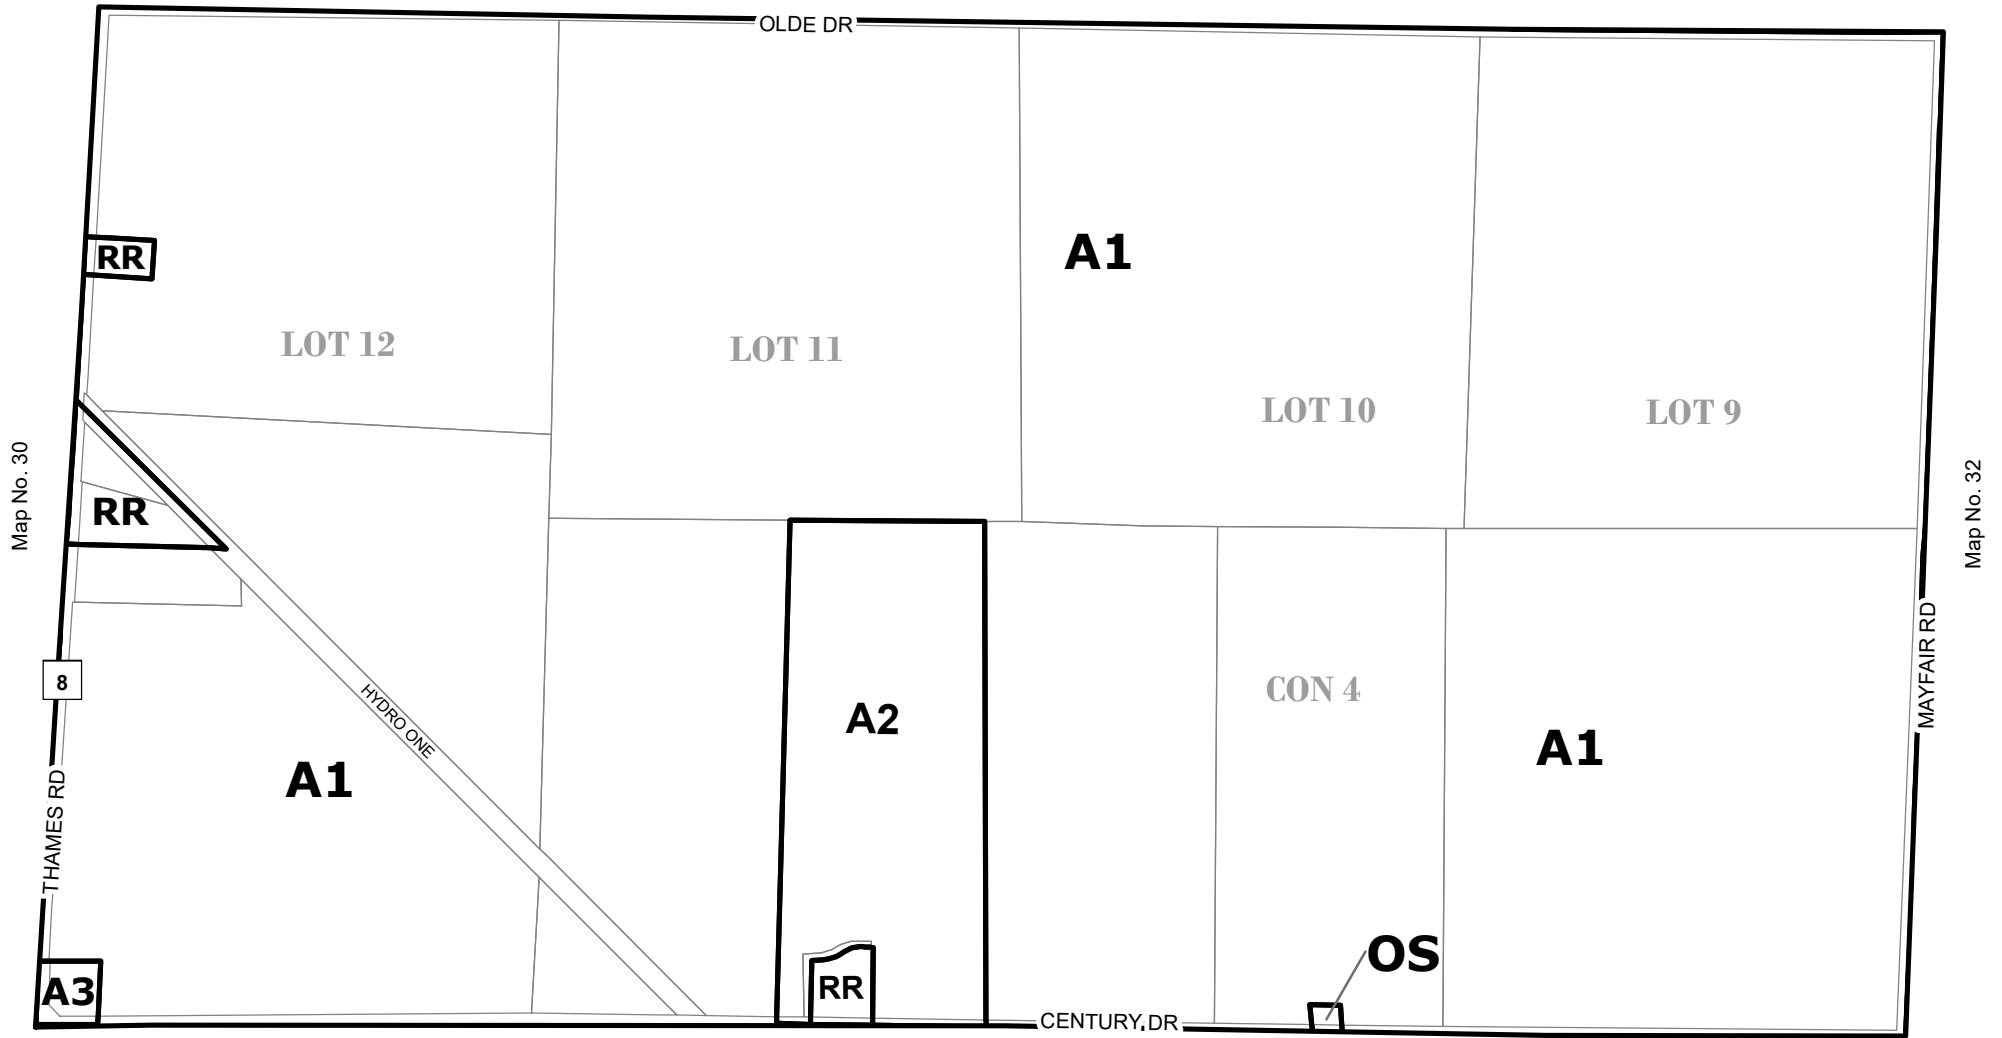 OLDE DR
A1
RR
LOT 12
LOT 11
LOT 10
LOT 9
Map No. 30
Map No. 32
RR
8
HYDRO ONE
MAYFAIR RD
CON 4
A2
A1
A1
THAMES RD
OS
A3
RR
CENTURY DR